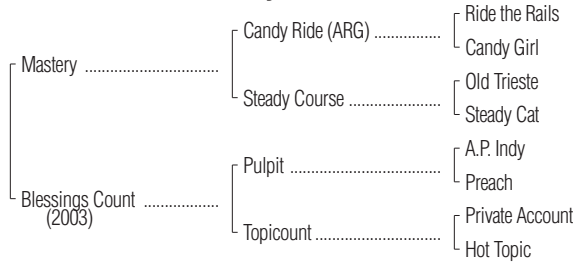 Ride the Rails
Candy Ride (ARG) ................
Candy Girl
Mastery ................................
Old Trieste
Steady Course ......................
Steady Cat
A.P. Indy
Pulpit ....................................
Preach
Blessings Count ..................
(2003)
Private Account
Topicount ..............................
Hot Topic